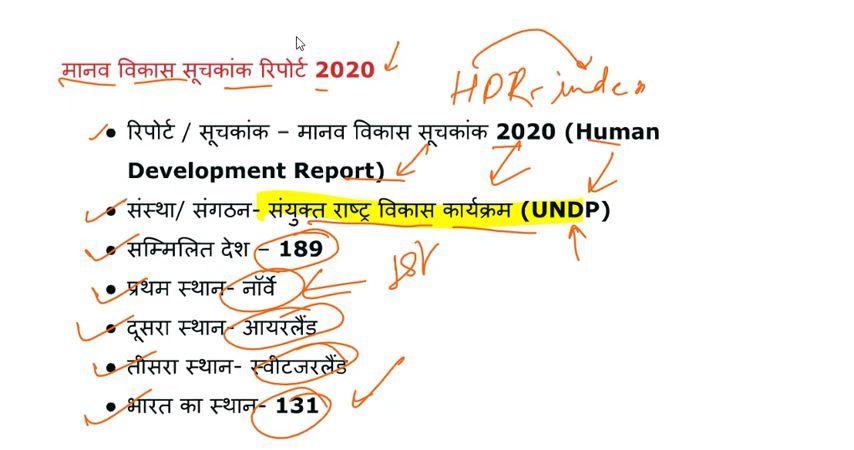 मानव विकास सूचकांक रिपोर्ट 2020
HDR - index
• रिपोर्ट / सूचकांक – मानव विकास सूचकांक 2020 (Human
Development Report)
• संस्था/ संगठन- संयुक्त राष्ट्र विकास कार्यक्रम (UNDP)
• सम्मिलित देश – 189
• प्रथम स्थान- नॉर्वे
• दूसरा स्थान- आयरलैंड
• तीसरा स्थान- स्वीटजरलैंड
• भारत का स्थान- 131